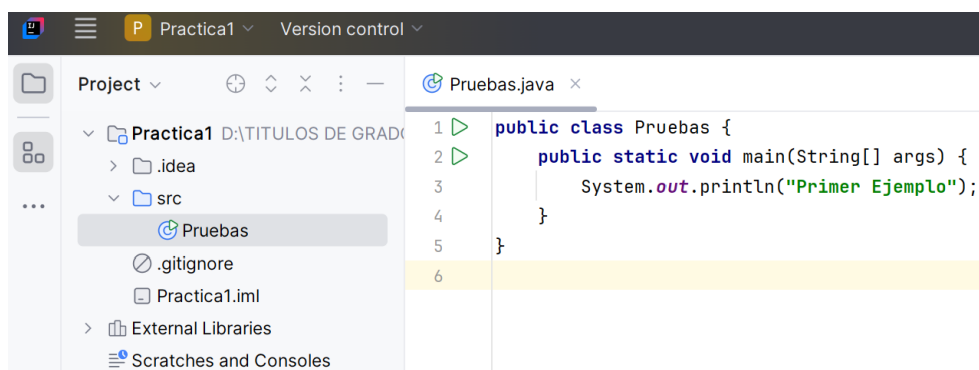 P Practica1 Version control
Project
Pruebas.java
Practica1 D:\TITULOS DE GRADO
.idea
src
Pruebas
.gitignore
Practica1.iml
External Libraries
Scratches and Consoles
1 public class Pruebas {
2 public static void main(String[] args) {
3 System.out.println("Primer Ejemplo");
4 }
5 }
6